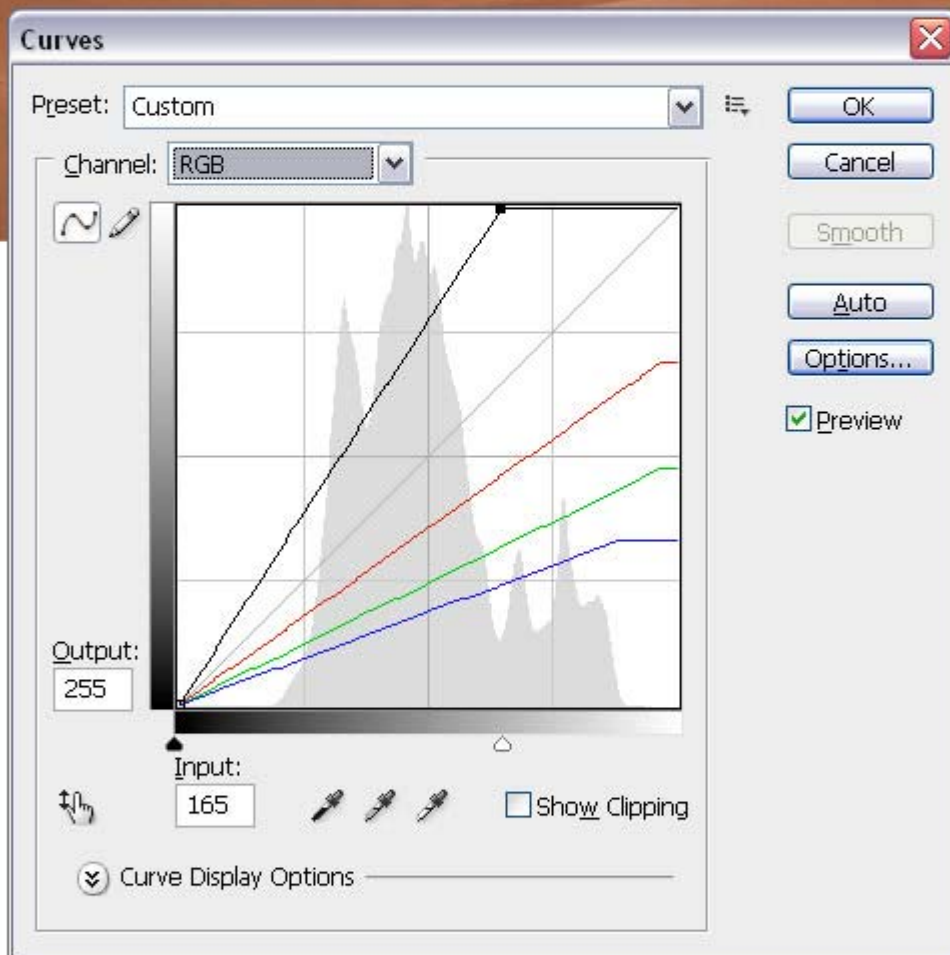 Curves
Preset: Custom
OK
Channel: RGB
Cancel
Smooth
Auto
Options...
Preview
Output:
255
Input:
165
Show Clipping
Curve Display Options